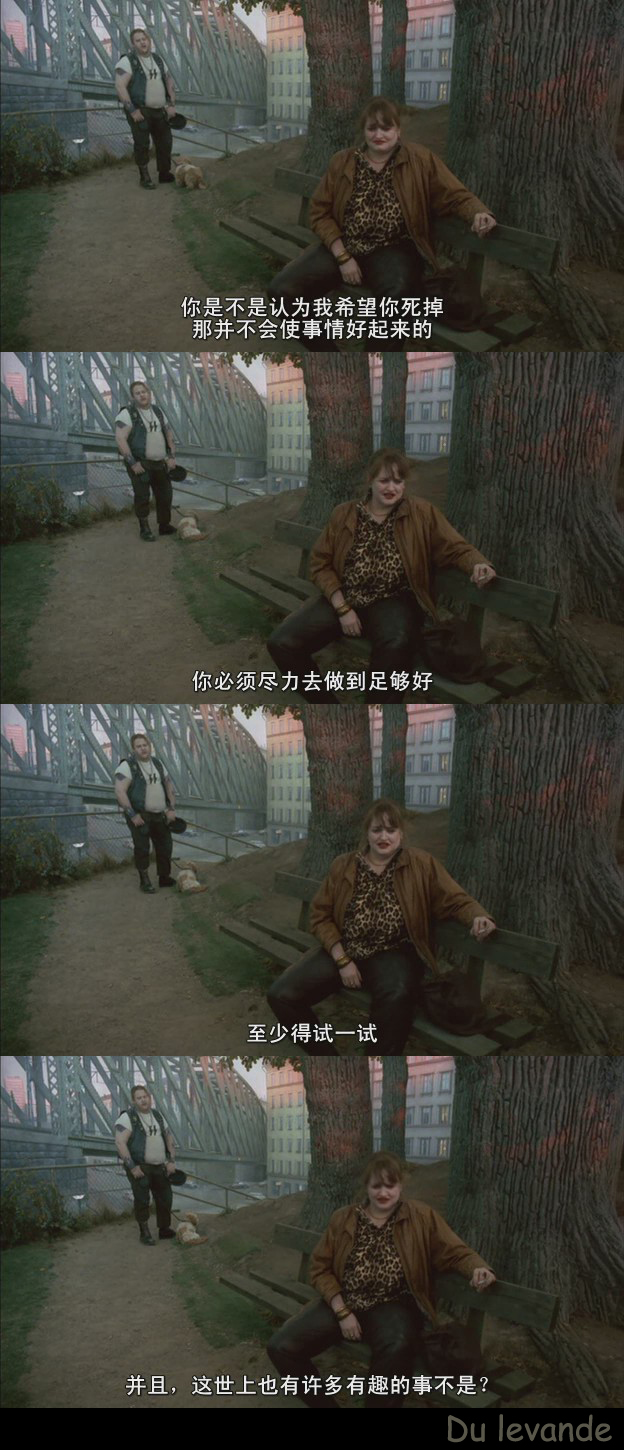 你是不是认为我希望你死掉
那并不会使事情好起来的
你必须尽力去做到足够好
至少得试一试
并且，这世上也有许多有趣的事不是？
Du levande